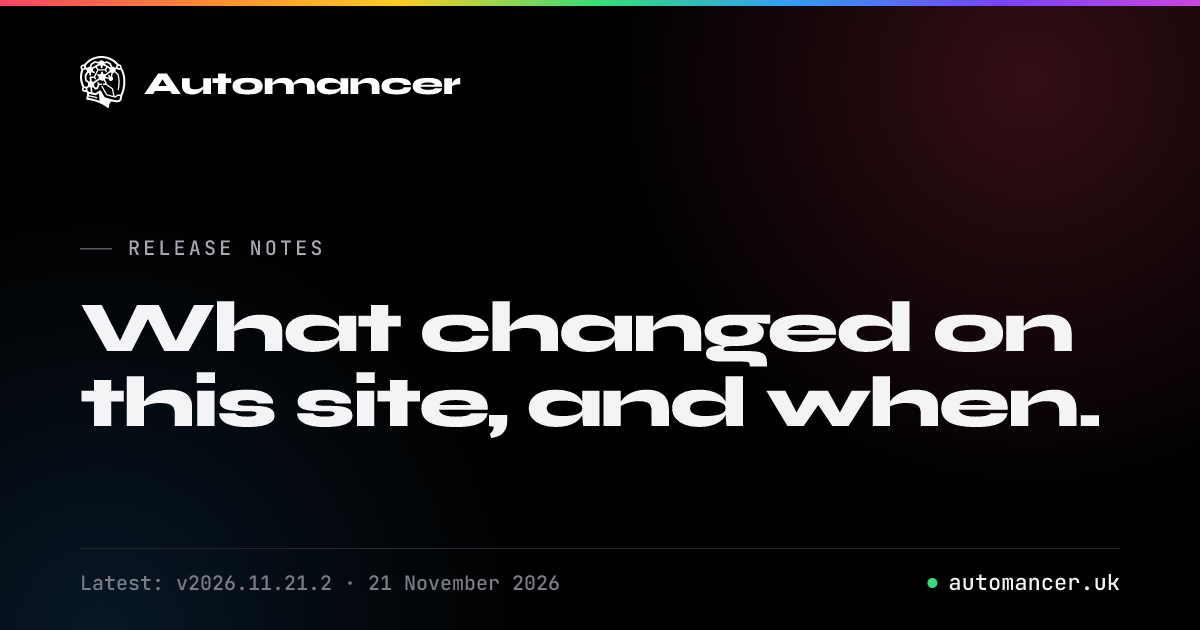 Automancer
RELEASE NOTES
What changed on
this site, and when.
Latest: v2026.11.21.2 · 21 November 2026
automancer.uk